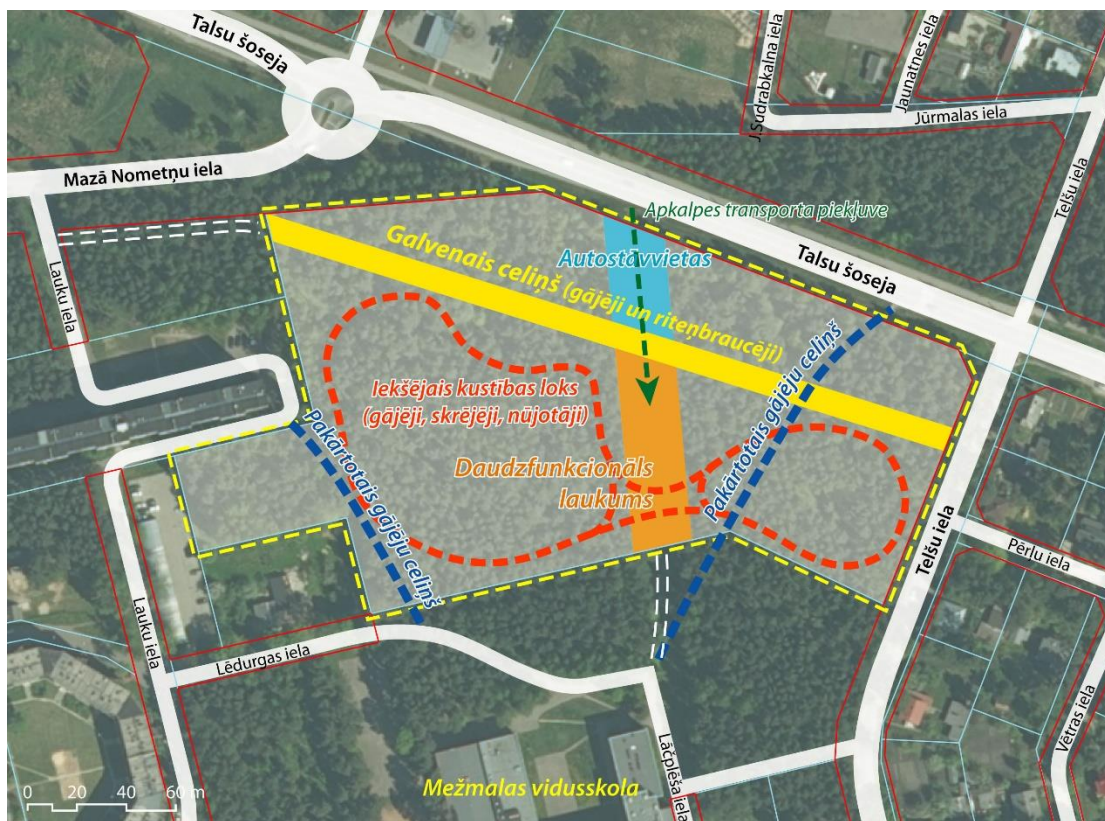 Talsu šoseja
J.Sudrabkalna iela
Jaunatnes iela
Jūrmalas iela
Telšu iela
Mazā Nometņu iela
Apkalpes transporta piekļuve
Lauku iela
Galvenais celiņš (gājēji un riteņbraucēji)
Autostāvvietas
Talsu šoseja
Iekšējais kustības loks
(gājēji, skrējēji, nūjotāji)
Pakārtotais gājēju celiņš
Pakārtotais gājēju celiņš
Daudzfunkcionāls
laukums
Telšu iela
Pērļu iela
Lauku iela
Lēdurgas iela
Lāčplēša iela
Vētras iela
Mežmalas vidusskola
0 20 40 60 m